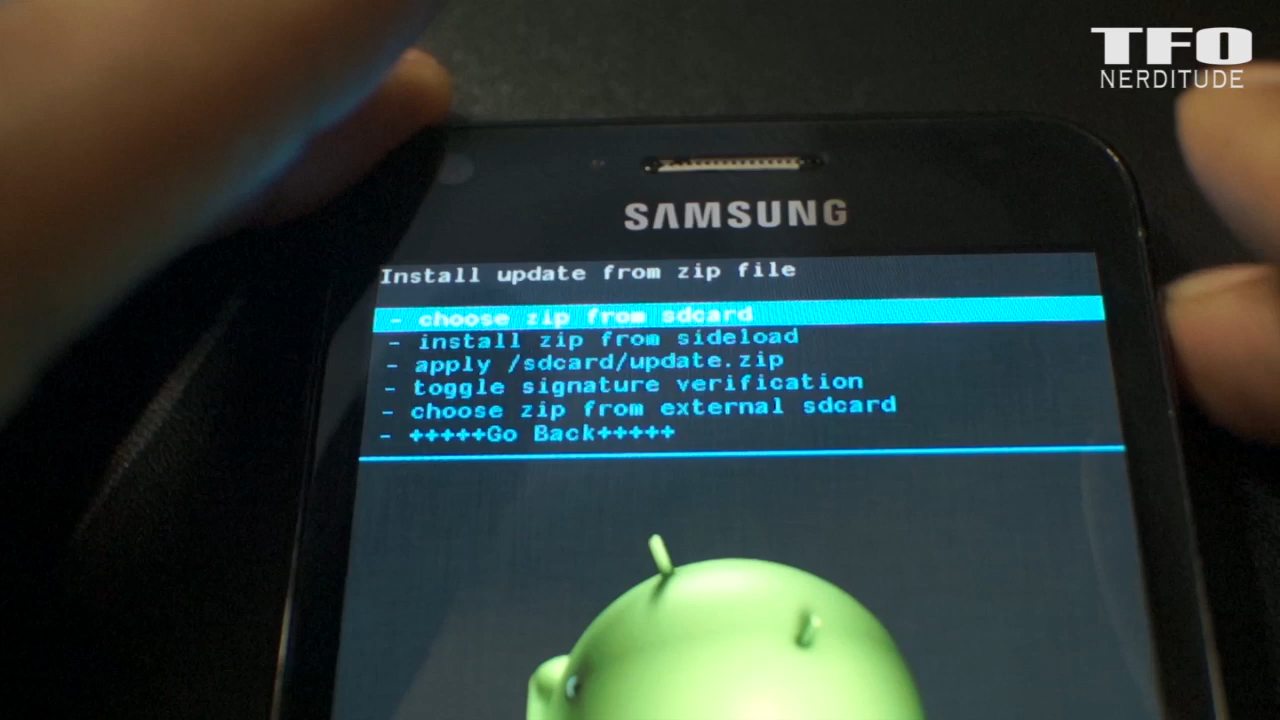 TFO
NERDITUDE
SAMSUNG
Install update from zip file
- choose zip from sdcard
- install zip from sideload
- apply /sdcard/update.zip
- toggle signature verification
- choose zip from external sdcard
- +++++Go Back+++++